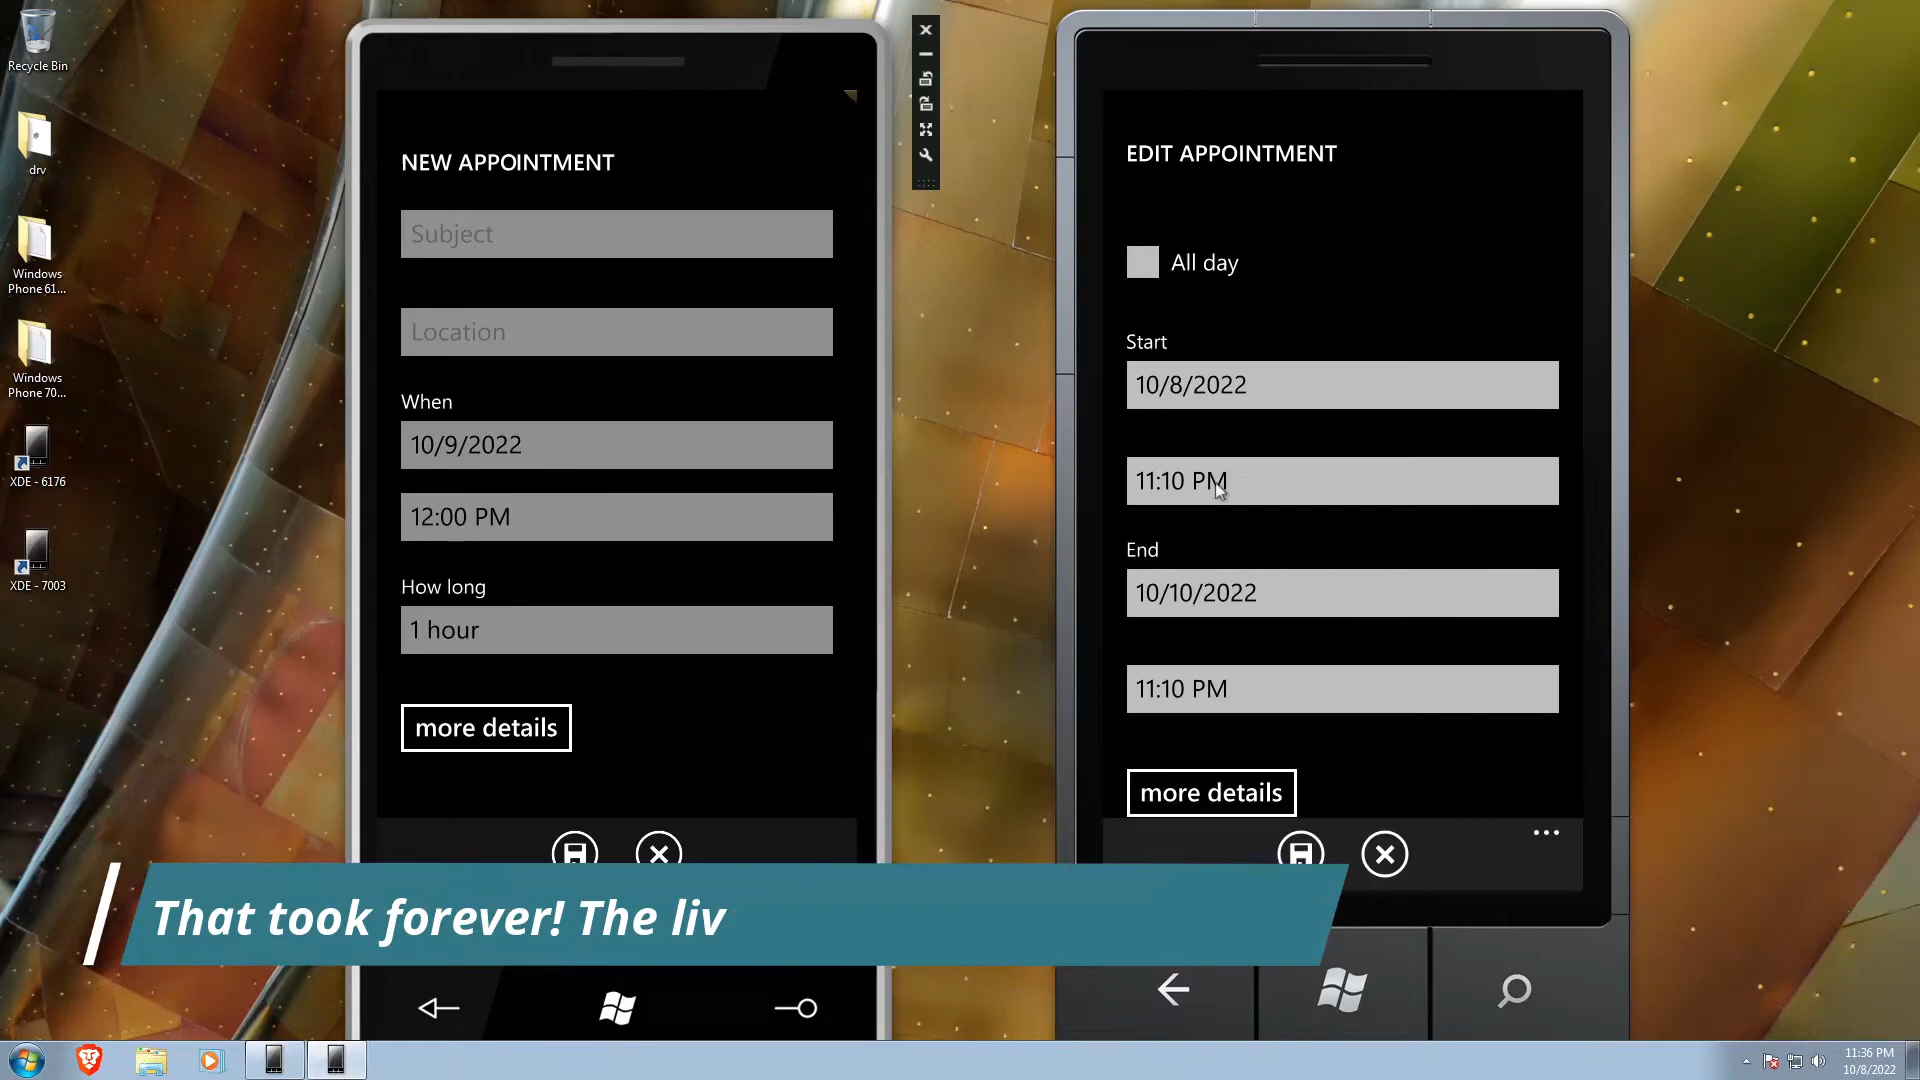 Recycle Bin
drv
Windows
Phone 61...
Windows
Phone 70...
XDE - 6176
XDE - 7003
NEW APPOINTMENT
Subject
Location
When
10/9/2022
12:00 PM
How long
1 hour
more details
EDIT APPOINTMENT
All day
Start
10/8/2022
11:10 PM
End
10/10/2022
11:10 PM
more details
That took forever! The liv
11:36 PM
10/8/2022